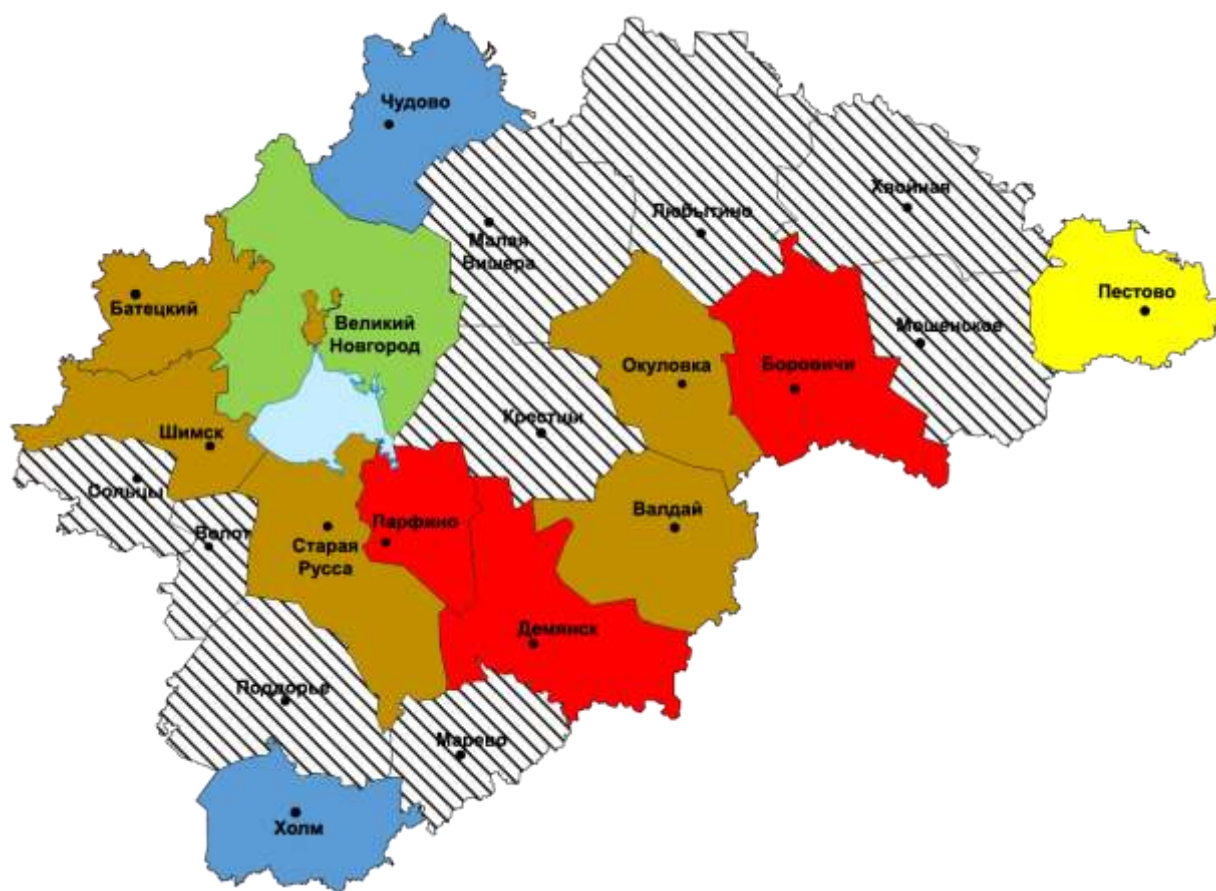 Чудово
Хвойная
Любытино
Малая
Вишера
Пестово
Батецкий
Великий
Новгород
Мошенское
Окуловка
Боровичи
Крестцы
Шимск
Сольцы
Валдай
Волот
Парфино
Старая
Русса
Демянск
Поддорье
Марево
Холм